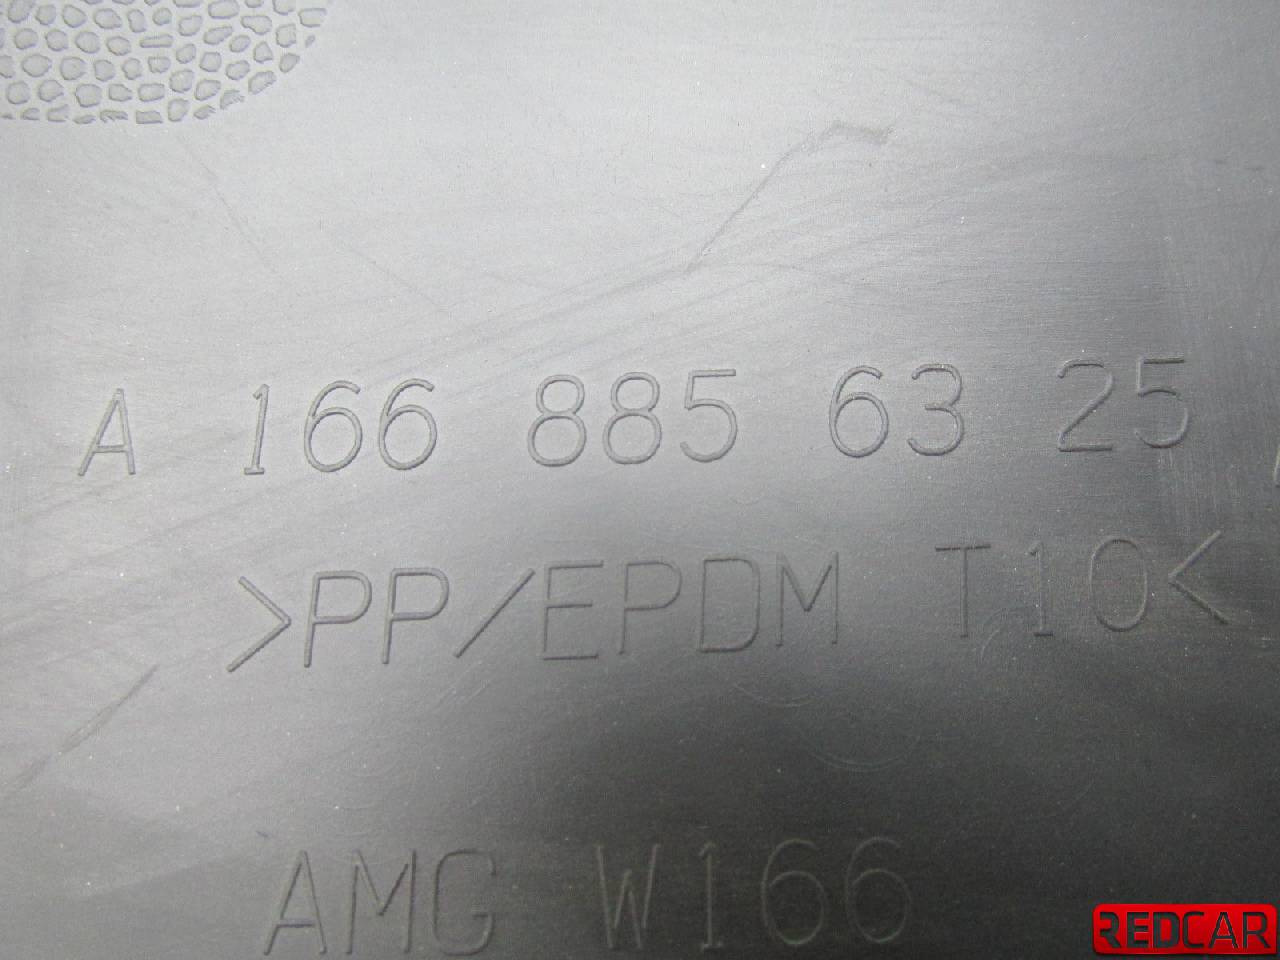 A 166 885 63 25
>PP/EPDM T10<
AMG W166
REDCAR